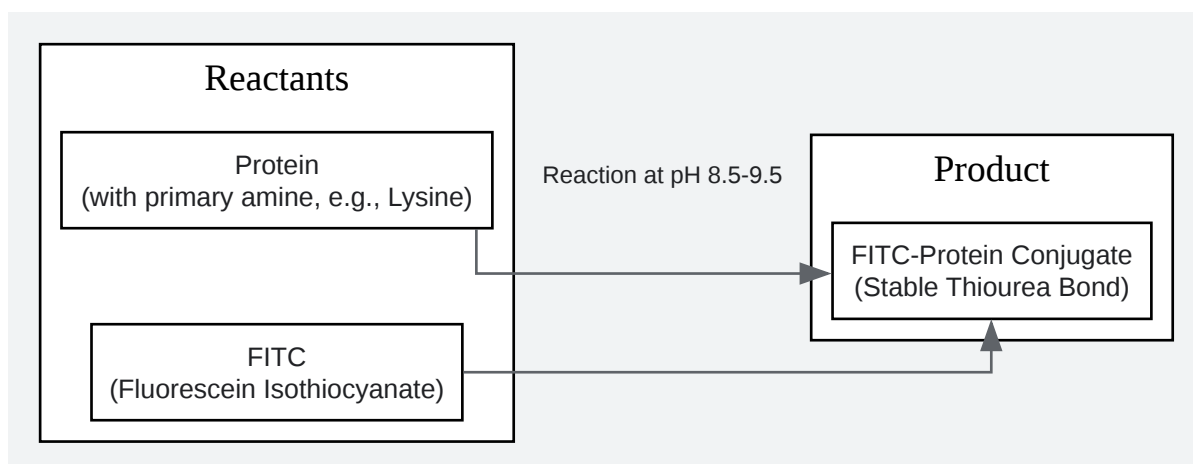 Reactants
Protein
(with primary amine, e.g., Lysine)
FITC
(Fluorescein Isothiocyanate)
Reaction at pH 8.5-9.5
Product
FITC-Protein Conjugate
(Stable Thiourea Bond)